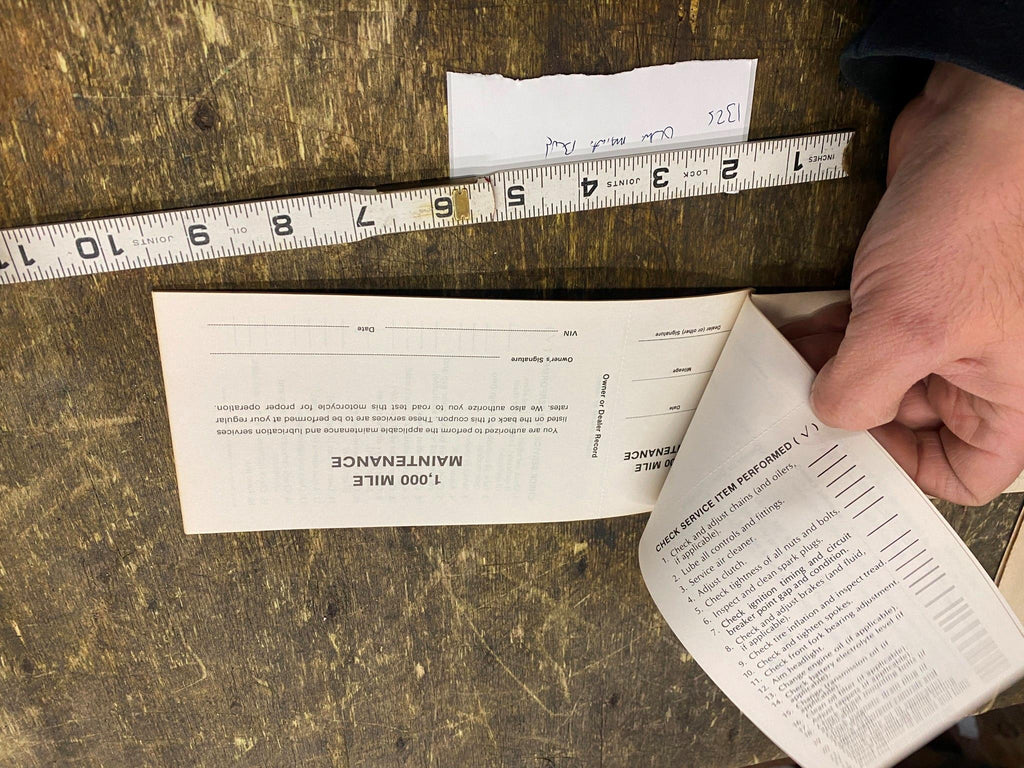 1323
INCHES 1 2 LOCK 3 JOINTS 4 5 6 7 8 OIL 9 JOINTS 10 11
1,000 MILE
MAINTENANCE
You are authorized to perform the applicable maintenance and lubrication services
listed on the back of this coupon. These services are to be performed at your regular
rates. We also authorize you to road test this motorcycle for proper operation.
Owner's Signature
VIN Date
Owner or Dealer Record
00 MILE
TENANCE
Date
Mileage
Dealer (or other) Signature
CHECK SERVICE ITEM PERFORMED (√)
1. Check and adjust chains (and oilers,
if applicable).
2. Lube all controls and fittings.
3. Service air cleaner.
4. Adjust clutch.
5. Check tightness of all nuts and bolts.
6. Inspect and clean spark plugs.
7. Check ignition timing and circuit
breaker point gap and condition.
8. Check and adjust brakes (and fluid,
if applicable).
9. Check tire inflation and inspect tread.
10. Check and tighten spokes.
11. Check front fork bearing adjustment.
12. Aim headlight.
13. Change engine oil (if applicable).
14. Check battery electrolyte level (if
applicable).